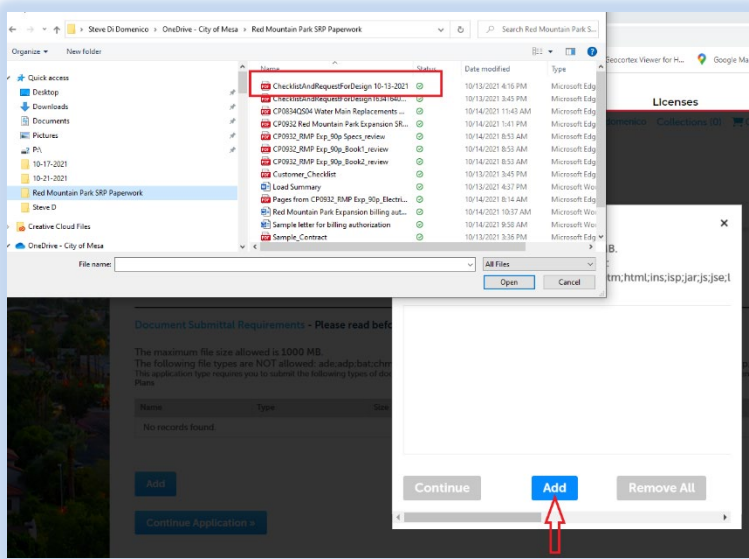 Steve Di Domenico > OneDrive - City of Mesa > Red Mountain Park SRP Paperwork
Search Red Mountain Park S...
Organize New folder
Geocortex Viewer for H... Google Ma
Name Status Date modified Type
Quick access
Desktop
Downloads
Documents
Pictures
P:\
10-17-2021
10-21-2021
Red Mountain Park SRP Paperwork
Steve D
Creative Cloud Files
OneDrive - City of Mesa
ChecklistAndRequestForDesign 10-13-2021 10/13/2021 4:16 PM Microsoft Edg
ChecklistAndRequestForDesign16341640... 10/13/2021 3:45 PM Microsoft Edg
CP0834QS04 Water Main Replacements ... 10/14/2021 11:43 AM Microsoft Edg
CP0932 Red Mountain Park Expansion SR... 10/14/2021 1:41 PM Microsoft Edg
CP0932_RMP Exp_90p Specs_review 10/14/2021 8:53 AM Microsoft Edg
CP0932_RMP Exp_90p_Book1_review 10/14/2021 8:53 AM Microsoft Edg
CP0932_RMP Exp_90p_Book2_review 10/14/2021 8:53 AM Microsoft Edg
Customer_Checklist 10/13/2021 3:45 PM Microsoft Edg
Load Summary 10/13/2021 4:37 PM Microsoft Wo
Pages from CP0932_RMP Exp_90p_Electri... 10/14/2021 8:14 AM Microsoft Edg
Red Mountain Park Expansion billing aut... 10/14/2021 10:37 AM Microsoft Wo
Sample letter for billing authorization 10/14/2021 9:58 AM Microsoft Wo
Sample_Contract 10/13/2021 3:36 PM Microsoft Edg
File name: All Files
Open Cancel
Licenses
domenico Collections (0)
B.
tm;html;ins;isp;jar;js;jse;l
Document Submittal Requirements - Please read befo
The maximum file size allowed is 1000 MB.
The following file types are NOT allowed: ade;adp;bat;chm
This application type requires you to submit the following types of doc
Plans
Name Type Size
No records found.
Add
Continue Application »
Continue Add Remove All